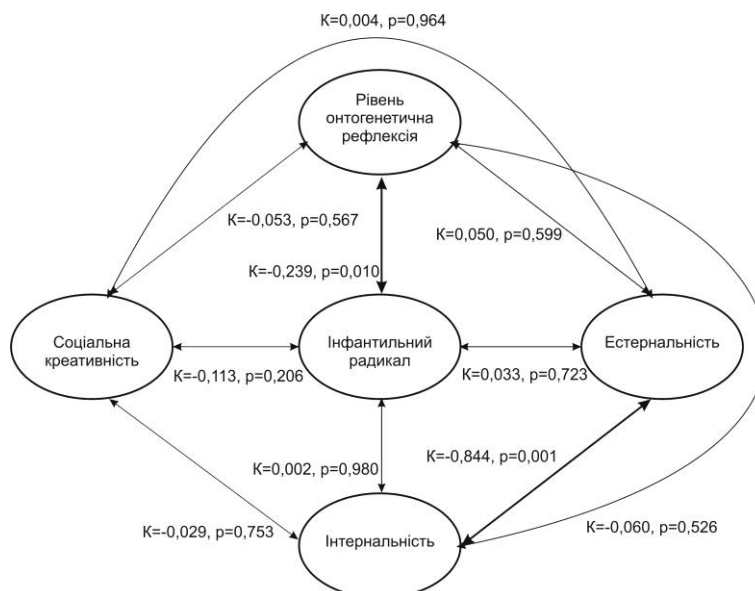 К=0,004, р=0,964
Рівень
онтогенетична
рефлексія
К=-0,053, р=0,567
К=0,050, р=0,599
К=-0,239, р=0,010
Соціальна
креативність
Інфантильний
радикал
Естернальність
К=-0,113, р=0,206
К=0,033, р=0,723
К=-0,844, р=0,001
К=0,002, р=0,980
К=-0,029, р=0,753
К=-0,060, р=0,526
Інтернальність